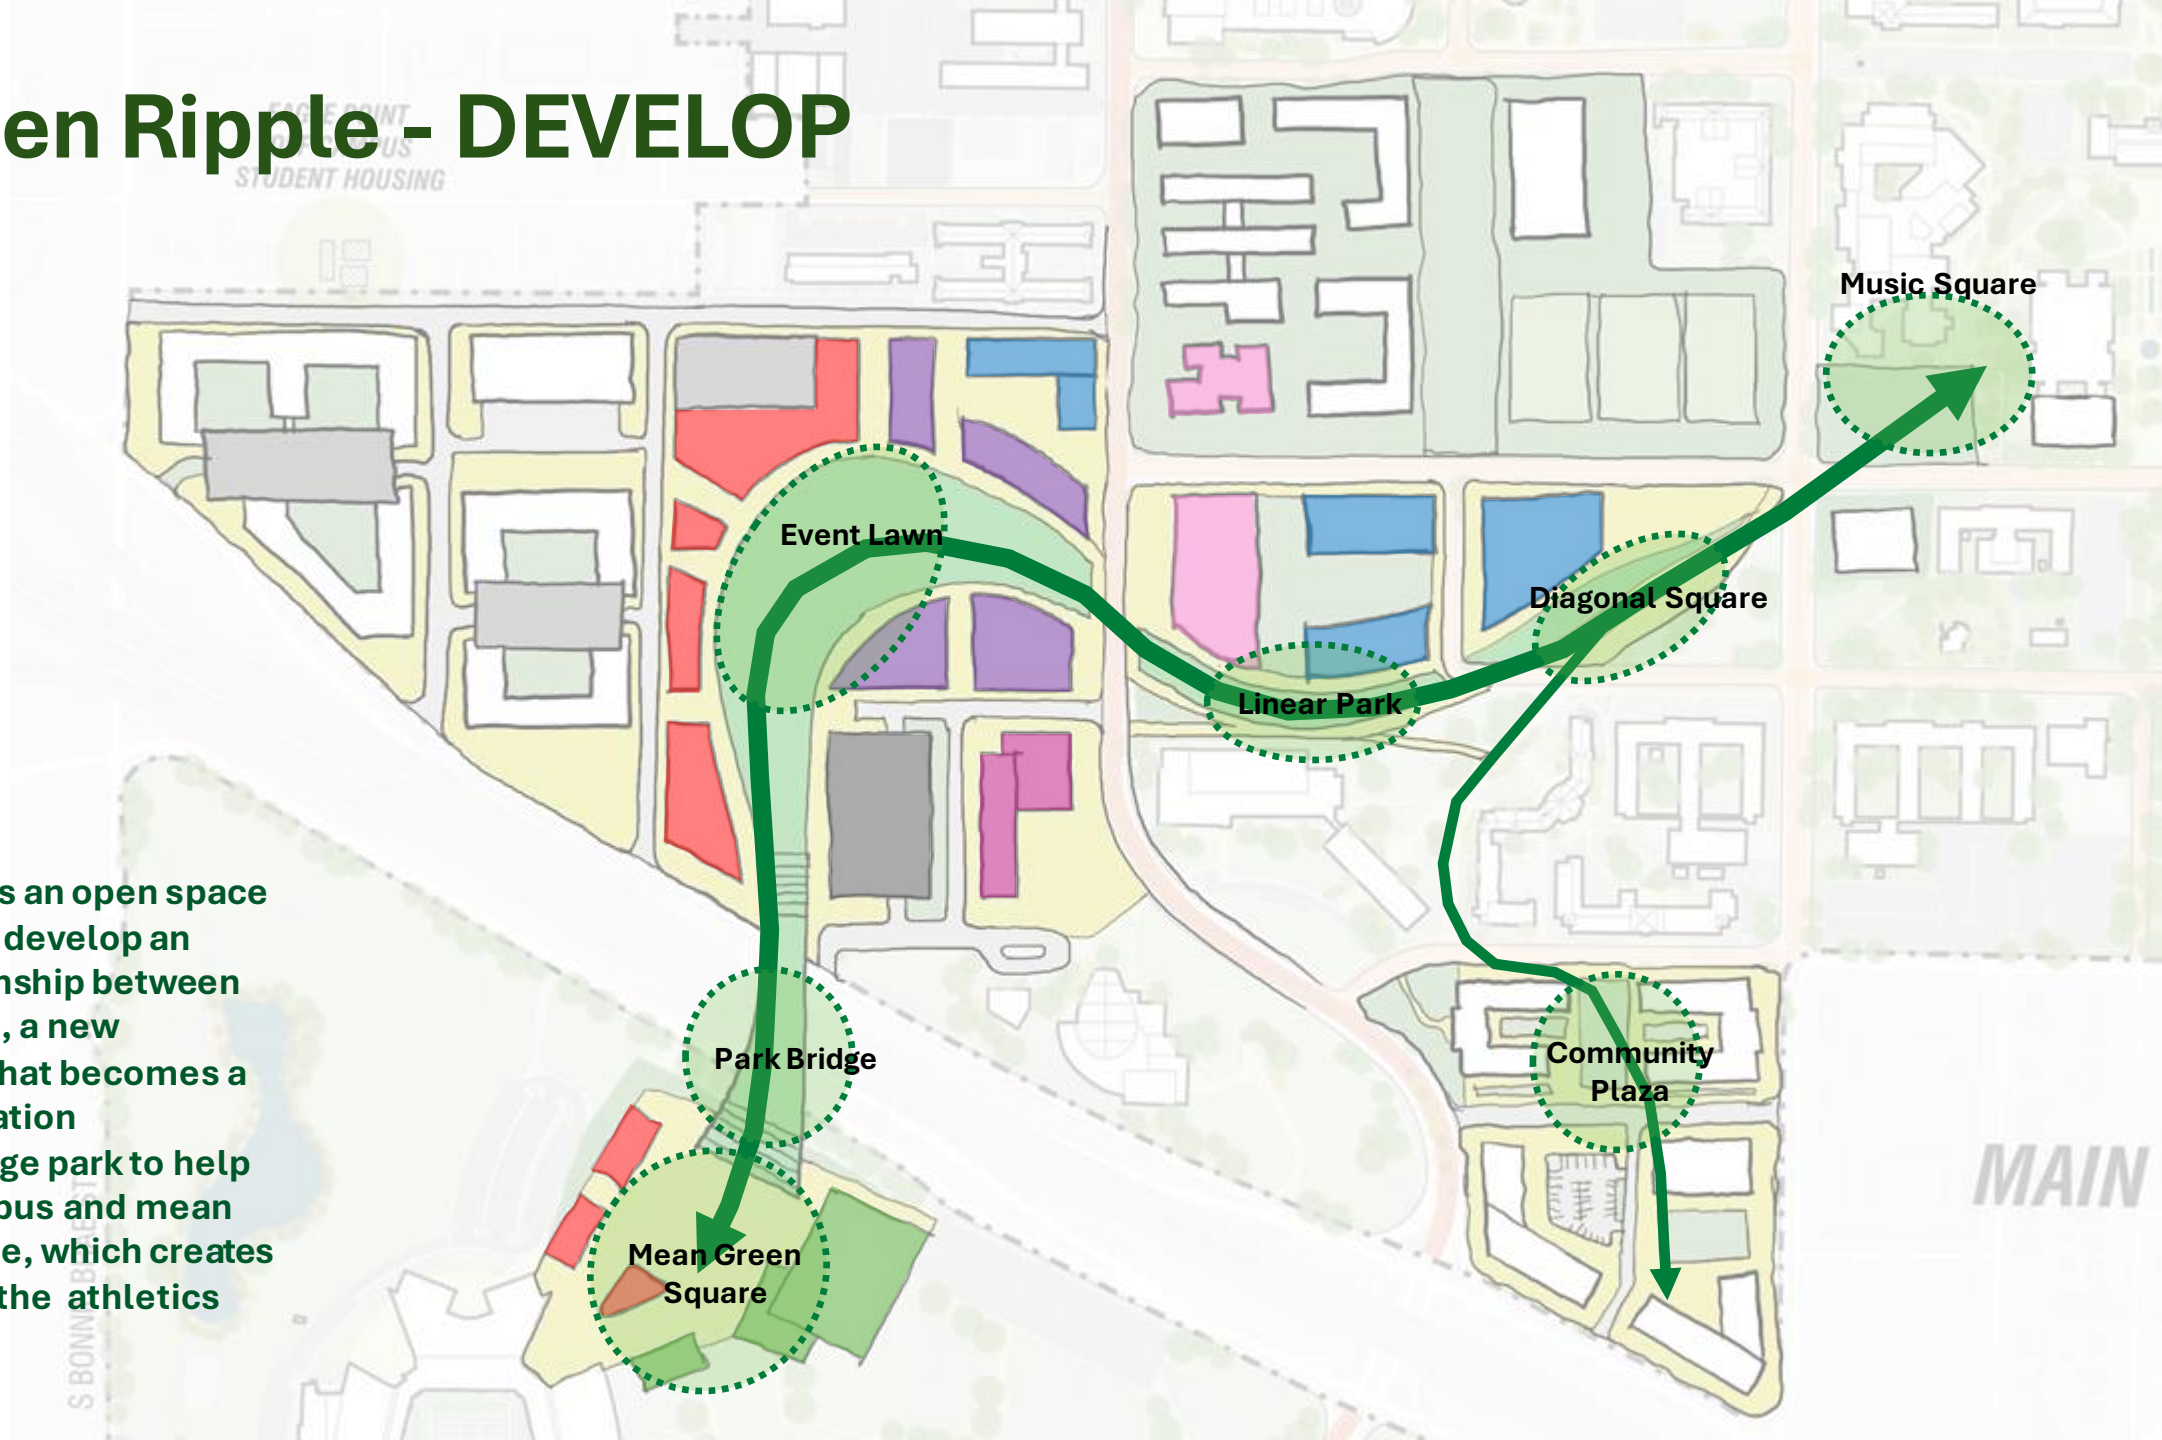 en Ripple - DEVELOP
EAGLE POINT
STUDENT HOUSING
Music Square
Event Lawn
Diagonal Square
Linear Park
s an open space
develop an
nship between
, a new
hat becomes a
ation
ge park to help
ous and mean
e, which creates
the athletics
Park Bridge
Community
Plaza
Mean Green
Square
MAIN